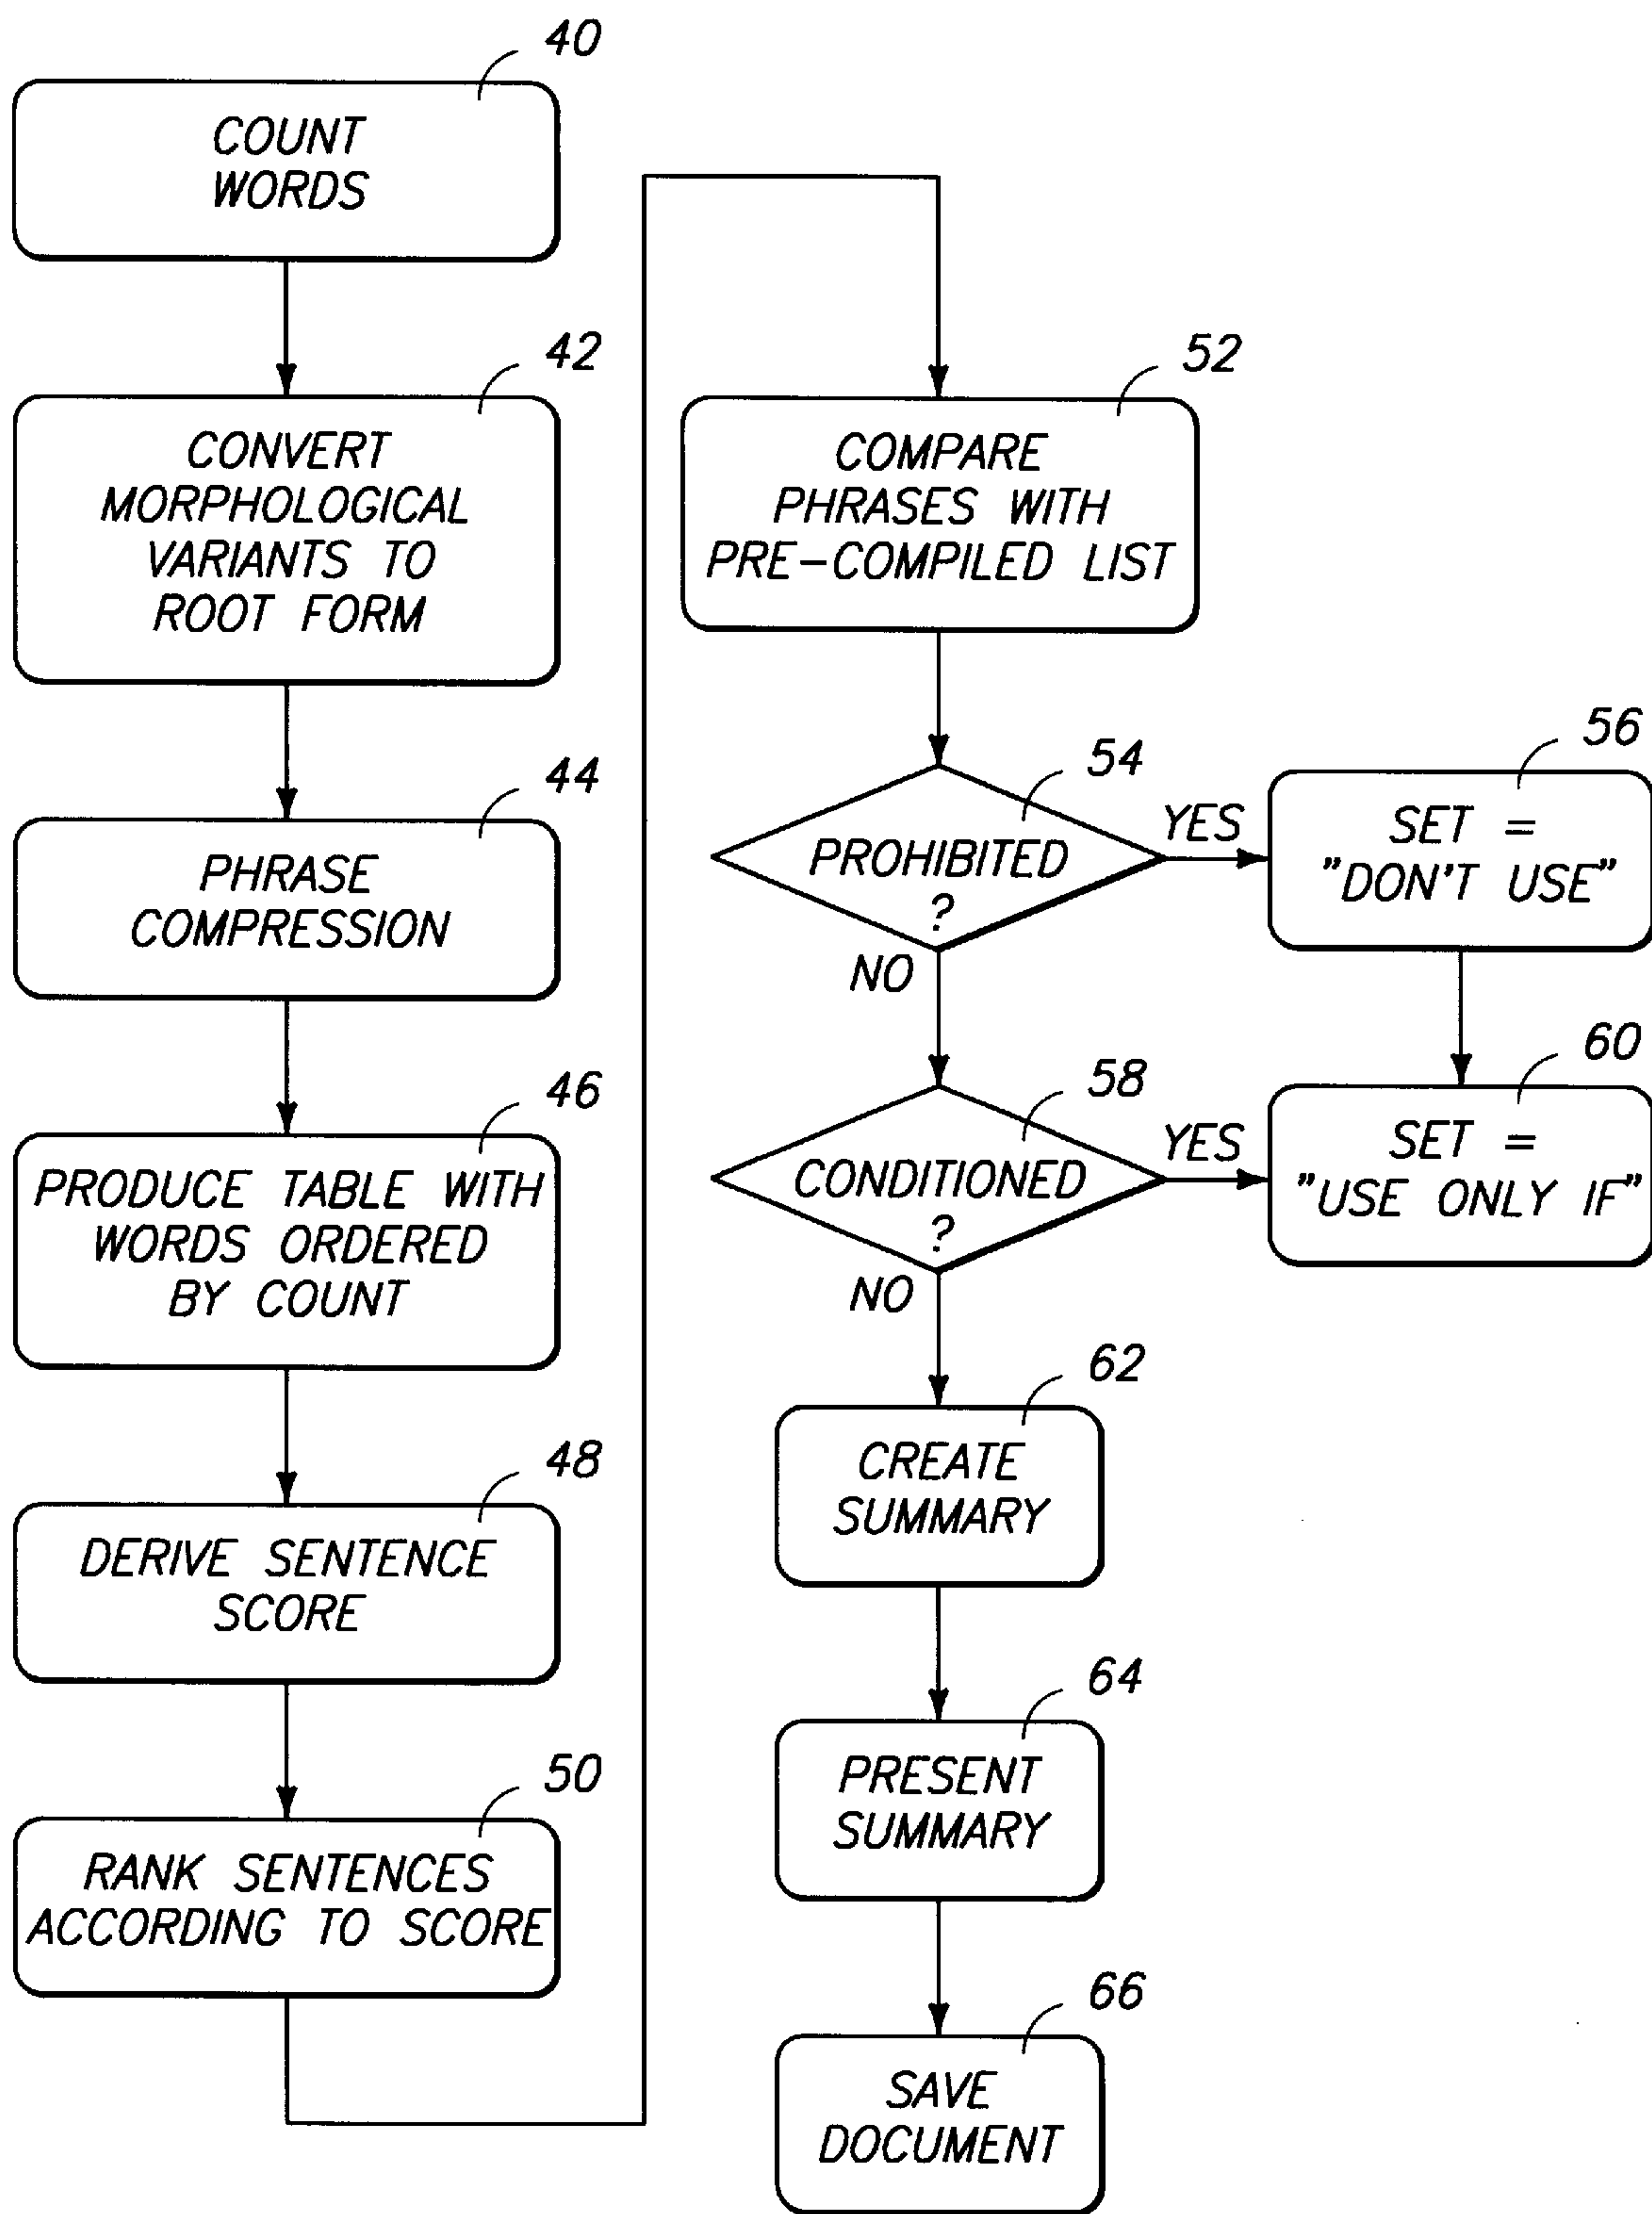 40
COUNT
WORDS
42
CONVERT
MORPHOLOGICAL
VARIANTS TO
ROOT FORM
44
PHRASE
COMPRESSION
46
PRODUCE TABLE WITH
WORDS ORDERED
BY COUNT
48
DERIVE SENTENCE
SCORE
50
RANK SENTENCES
ACCORDING TO SCORE
52
COMPARE
PHRASES WITH
PRE-COMPILED LIST
54
PROHIBITED
?
YES
NO
56
SET =
"DON'T USE"
58
CONDITIONED
?
YES
NO
60
SET =
"USE ONLY IF"
62
CREATE
SUMMARY
64
PRESENT
SUMMARY
66
SAVE
DOCUMENT